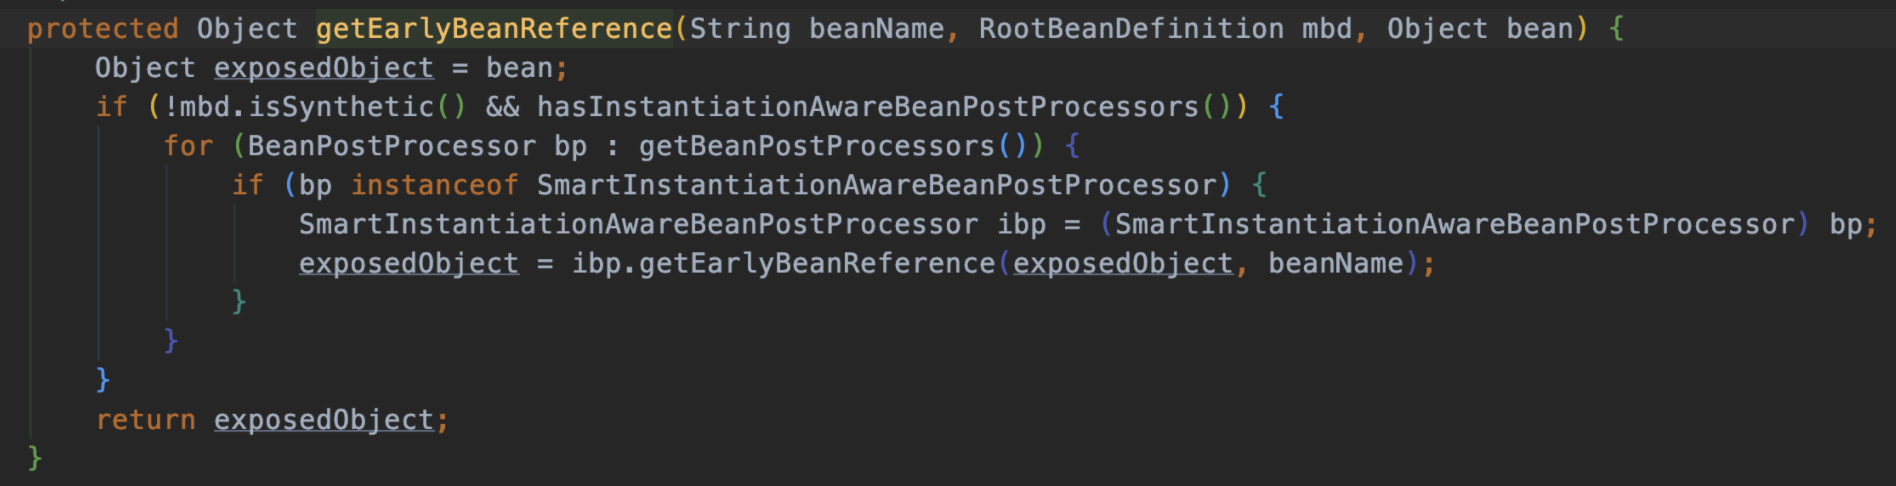 protected Object getEarlyBeanReference(String beanName, RootBeanDefinition mbd, Object bean) {
    Object exposedObject = bean;
    if (!mbd.isSynthetic() && hasInstantiationAwareBeanPostProcessors()) {
        for (BeanPostProcessor bp : getBeanPostProcessors()) {
            if (bp instanceof SmartInstantiationAwareBeanPostProcessor) {
                SmartInstantiationAwareBeanPostProcessor ibp = (SmartInstantiationAwareBeanPostProcessor) bp;
                exposedObject = ibp.getEarlyBeanReference(exposedObject, beanName);
            }
        }
    }
    return exposedObject;
}